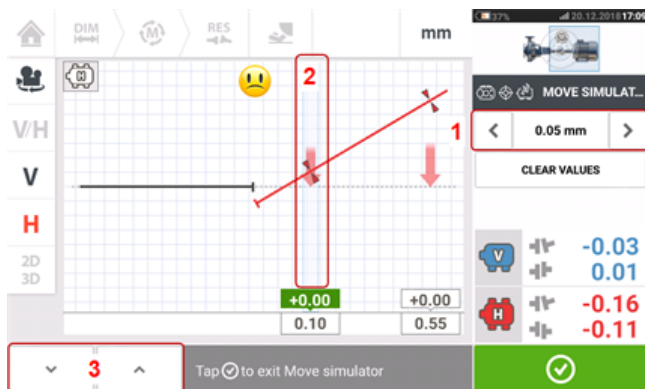 DIM
M
RES
mm
37%
20.12.2018 17:09
H
2
1
MOVE SIMULAT...
V/H
0.05 mm
V
CLEAR VALUES
H
2D
3D
V
-0.03
0.01
+0.00
+0.00
0.10
0.55
H
-0.16
-0.11
3
Tap to exit Move simulator